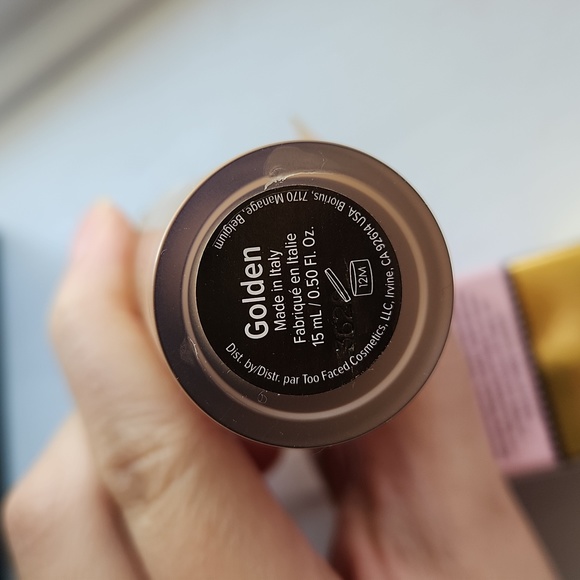 Golden
Made in Italy
Fabriqué en Italie
15 mL / 0.50 Fl. Oz.
12M
Dist. by/Distr. par Too Faced Cosmetics, LLC, Irvine, CA 92614 USA Biorius, 7170 Manage, Belgium